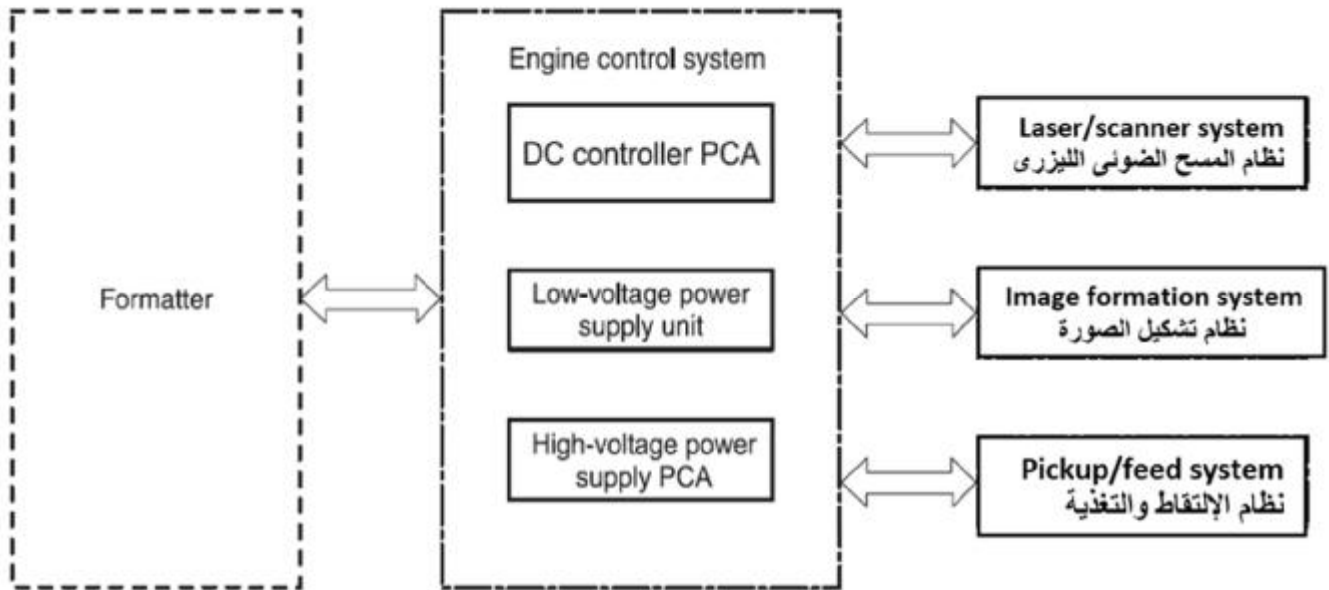 Formatter
Engine control system
DC controller PCA
Low-voltage power
supply unit
High-voltage power
supply PCA
Laser/scanner system
نظام المسح الضوئى الليزرى
Image formation system
نظام تشكيل الصورة
Pickup/feed system
نظام الإلتقاط والتغذية